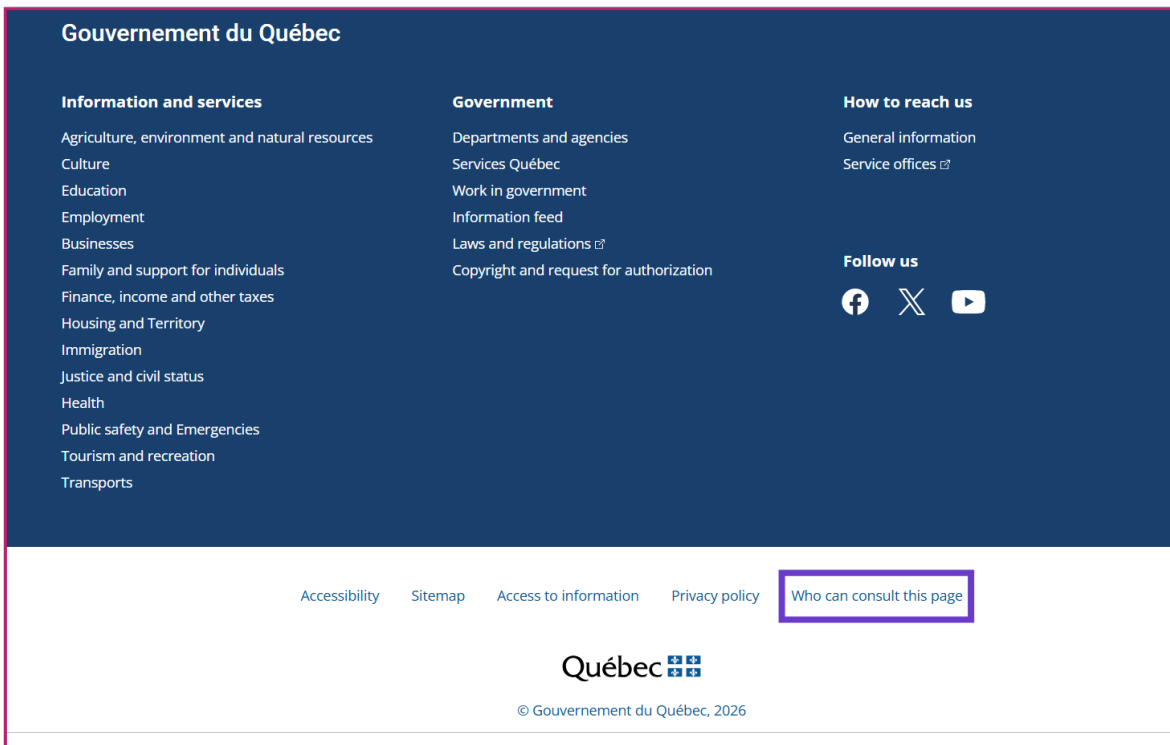 Gouvernement du Québec
Information and services
Agriculture, environment and natural resources
Culture
Education
Employment
Businesses
Family and support for individuals
Finance, income and other taxes
Housing and Territory
Immigration
Justice and civil status
Health
Public safety and Emergencies
Tourism and recreation
Transports
Government
Departments and agencies
Services Québec
Work in government
Information feed
Laws and regulations
Copyright and request for authorization
How to reach us
General information
Service offices
Follow us
Accessibility Sitemap Access to information Privacy policy Who can consult this page
Québec
© Gouvernement du Québec, 2026